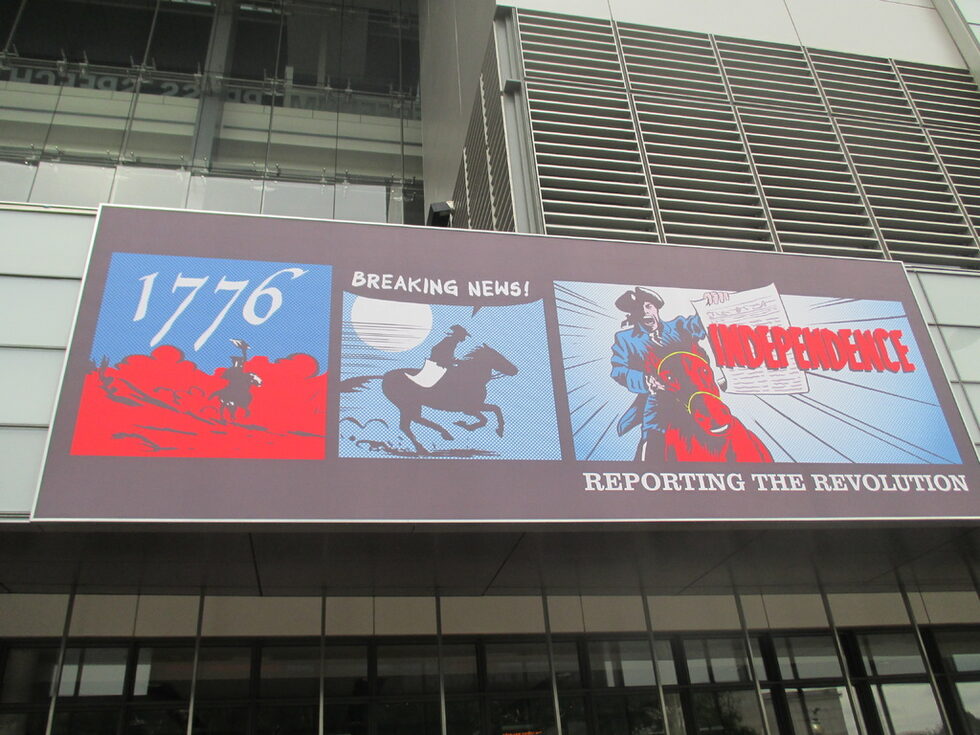 1776
BREAKING NEWS!
INDEPENDENCE
REPORTING THE REVOLUTION